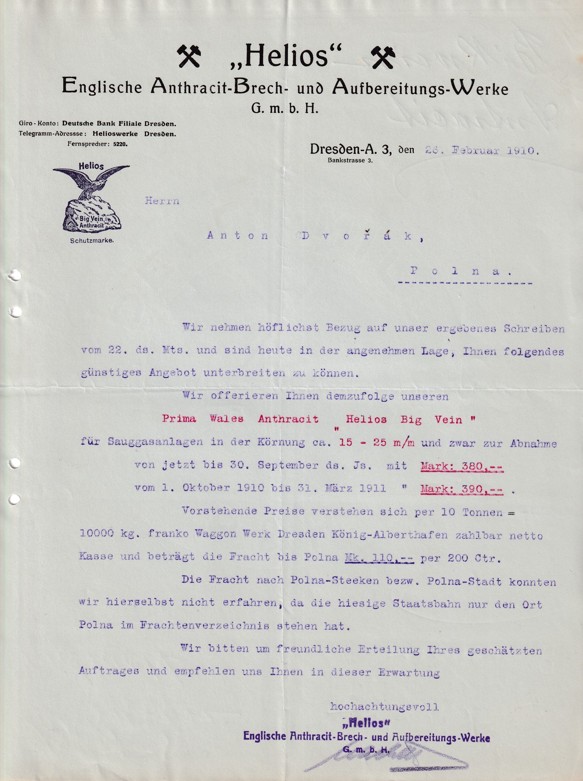 „Helios“
Englische Anthracit-Brech- und Aufbereitungs-Werke
G. m. b. H.
Giro-Konto: Deutsche Bank Filiale Dresden.
Telegramm-Adressse: Helioswerke Dresden.
Fernsprecher: 5220.
Dresden-A. 3, den 26. Februar 1910.
Bankstrasse 3.
Helios
Big Vein
Anthracit
Schutzmarke.
Herrn
Anton Dvořák,
Polna.
Wir nehmen höflichst Bezug auf unser ergebenes Schreiben
vom 22. ds. Mts. und sind heute in der angenehmen Lage, Ihnen folgendes
günstiges Angebot unterbreiten zu können.
Wir offerieren Ihnen demzufolge unseren
Prima Wales Anthracit „Helios Big Vein"
für Sauggasanlagen in der Körnung ca. 15 - 25 m/m und zwar zur Abnahme
von jetzt bis 30. September ds. Js. mit Mark: 380,--
vom 1. Oktober 1910 bis 31. März 1911 " Mark: 390,-- .
Vorstehende Preise verstehen sich per 10 Tonnen =
10000 kg. franko Waggon Werk Dresden König-Alberthafen zahlbar netto
Kasse und beträgt die Fracht bis Polna Mk. 110,-- per 200 Ctr.
Die Fracht nach Polna-Stecken bezw. Polna-Stadt konnten
wir hierselbst nicht erfahren, da die hiesige Staatsbahn nur den Ort
Polna im Frachtenverzeichnis stehen hat.
Wir bitten um freundliche Erteilung Ihres geschätzten
Auftrages und empfehlen uns Ihnen in dieser Erwartung
hochachtungsvoll
„Helios“
Englische Anthracit-Brech- und Aufbereitungs-Werke
G. m. b. H.